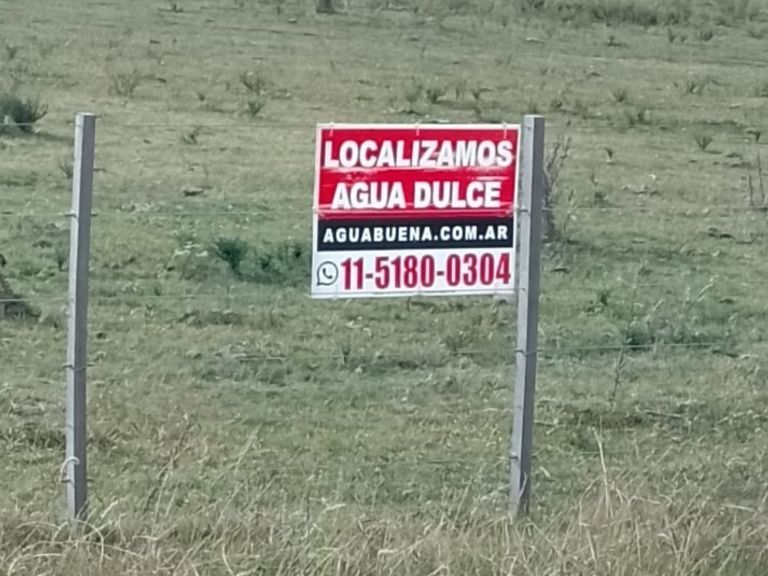 LOCALIZAMOS
AGUA DULCE
AGUABUENA.COM.AR
11-5180-0304